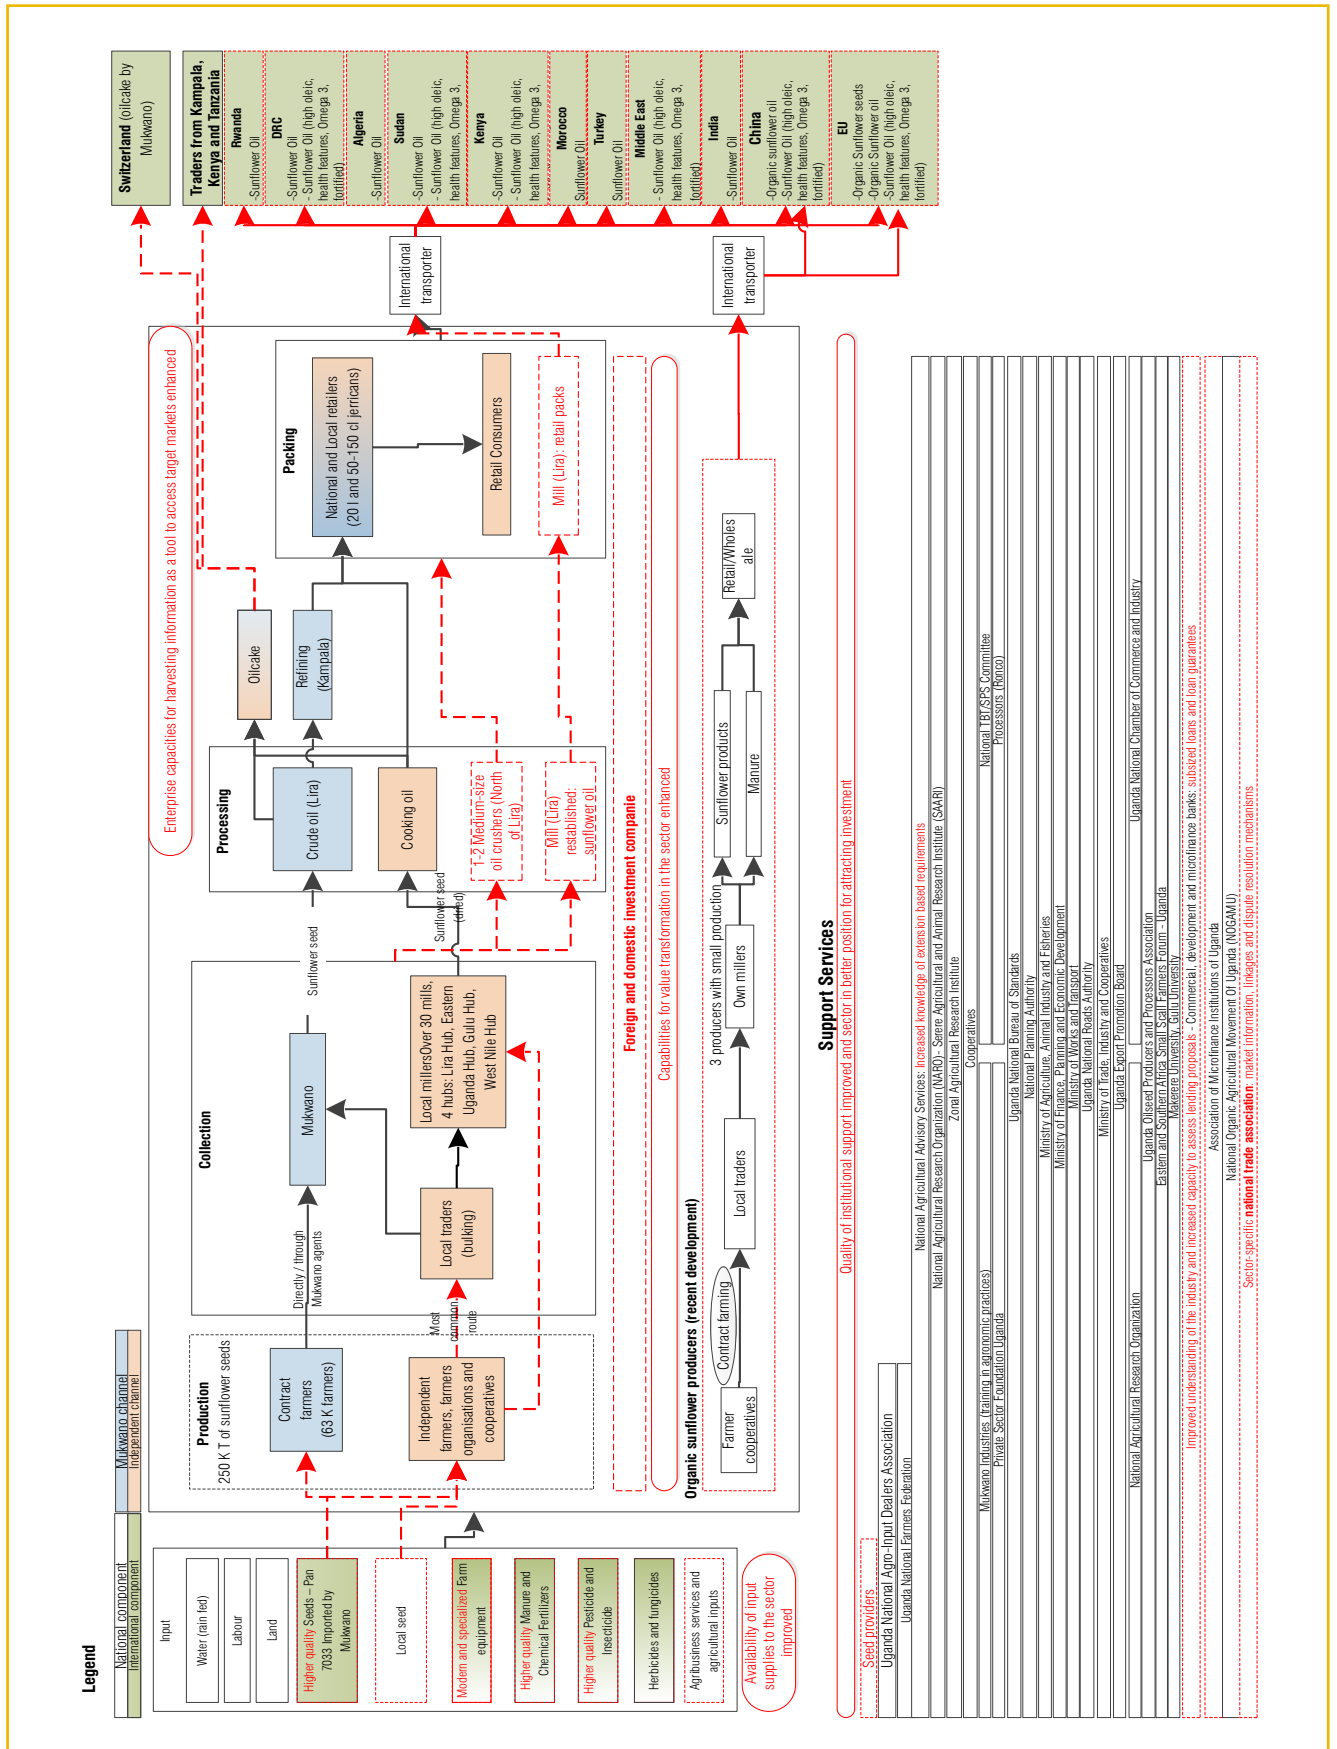 Legend
National component
International component
Mukwano channel
Independent channel
Input
Water (rain fed)
Labour
Land
Higher quality Seeds – Pan
7033 Imported by
Mukwano
Local seed
Modern and specialized Farm
equipment
Higher quality Manure and
Chemical Fertilizers
Higher quality Pesticide and
Insecticide
Herbicides and fungicides
Agribusiness services and
agricultural inputs
Availability of input
supplies to the sector
improved
Production
250 K T of sunflower seeds
Contract
farmers
(63 K farmers)
Independent
farmers, farmers
organisations and
cooperatives
Directly / through
Mukwano agents
Most
common
route
Collection
Mukwano
Local traders
(bulking)
Local millersOver 30 mills,
4 hubs: Lira Hub, Eastern
Uganda Hub, Gulu Hub,
West Nile Hub
Sunflower seed
Sunflower seed
(dried)
Processing
Crude oil (Lira)
Cooking oil
1-2 Medium-size
oil crushers (North
of Lira)
Mill (Lira)
restablished:
sunflower oil
Oilcake
Refining
(Kampala)
Enterprise capacities for harvesting information as a tool to access target markets enhanced
Packing
National and Local retailers
(20 l and 50-150 cl jerricans)
Retail Consumers
Mill (Lira): retail packs
Foreign and domestic investment companie
Capabilities for value transformation in the sector enhanced
Organic sunflower producers (recent development)
Farmer
cooperatives
Contract farming
Local traders
3 producers with small production
Own millers
Sunflower products
Manure
Retail/Wholes
ale
International
transporter
International
transporter
Switzerland (oilcake by
Mukwano)
Traders from Kampala,
Kenya and Tanzania
Rwanda
-Sunflower Oil
DRC
-Sunflower Oil
- Sunflower Oil (high oleic,
health features, Omega 3,
fortified)
Algeria
-Sunflower Oil
Sudan
-Sunflower Oil
- Sunflower Oil (high oleic,
health features, Omega 3,
Kenya
-Sunflower Oil
- Sunflower Oil (high oleic,
health features, Omega 3,
Morocco
Sunflower Oil
Turkey
Sunflower Oil
Middle East
- Sunflower Oil (high oleic,
health features, Omega 3,
fortified)
India
-Sunflower Oil
China
-Organic sunflower oil
-Sunflower Oil (high oleic,
health features, Omega 3,
fortified)
EU
-Organic Sunflower seeds
-Organic Sunflower oil
-Sunflower Oil (high oleic,
health features, Omega 3,
fortified)
Support Services
Quality of institutional support improved and sector in better position for attracting investment
Seed providers
Uganda National Agro-Input Dealers Association
Uganda National Farmers Federation
National Agricultural Advisory Services: Increased knowledge of extension based requirements
National Agricultural Research Organization (NARO)- Serere Agricultural and Animal Research Institute (SAARI)
Zonal Agricultural Research Institute
Cooperatives
Mukwano Industries (training in agronomic practices)
National TBT/SPS Committee
Private Sector Foundation Uganda
Processors (Ronco)
Uganda National Bureau of Standards
National Planning Authority
Ministry of Agriculture, Animal Industry and Fisheries
Ministry of Finance, Planning and Economic Development
Ministry of Works and Transport
Uganda National Roads Authority
Ministry of Trade, Industry and Cooperatives
Uganda Export Promotion Board
National Agricultural Research Organization
Uganda National Chamber of Commerce and Industry
Uganda Oilseed Producers and Processors Association
Eastern and Southern Africa Small Scall Farmers Forum - Uganda
Makerere University, Gulu University
Improved understanding of the industry and increased capacity to assess lending proposals - Commercial, development and microfinance banks: subsized loans and loan guarantees
Association of Microfinance Institutions of Uganda
National Organic Agricultural Movement Of Uganda (NOGAMU)
Sector-specific national trade association: market information, linkages and dispute resolution mechanisms